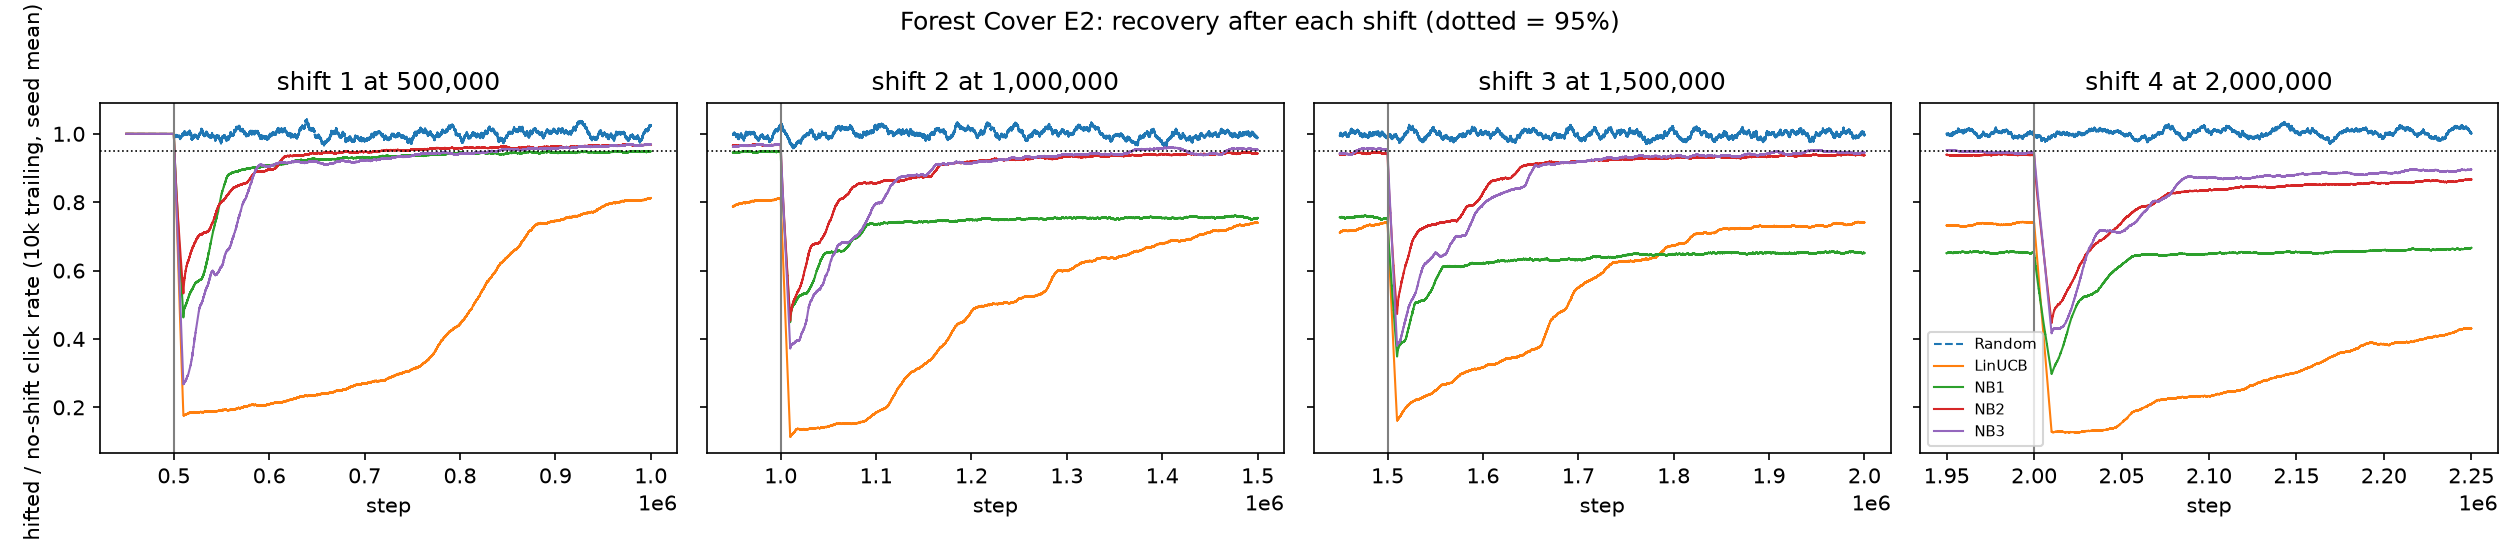 Forest Cover E2: recovery after each shift (dotted = 95%)
hifted / no-shift click rate (10k trailing, seed mean)
shift 1 at 500,000
1.0
0.8
0.6
0.4
0.2
0.5 0.6 0.7 0.8 0.9 1.0
1e6
step
shift 2 at 1,000,000
1.0 1.1 1.2 1.3 1.4 1.5
1e6
step
shift 3 at 1,500,000
1.5 1.6 1.7 1.8 1.9 2.0
1e6
step
shift 4 at 2,000,000
Random
LinUCB
NB1
NB2
NB3
1.95 2.00 2.05 2.10 2.15 2.20 2.25
1e6
step